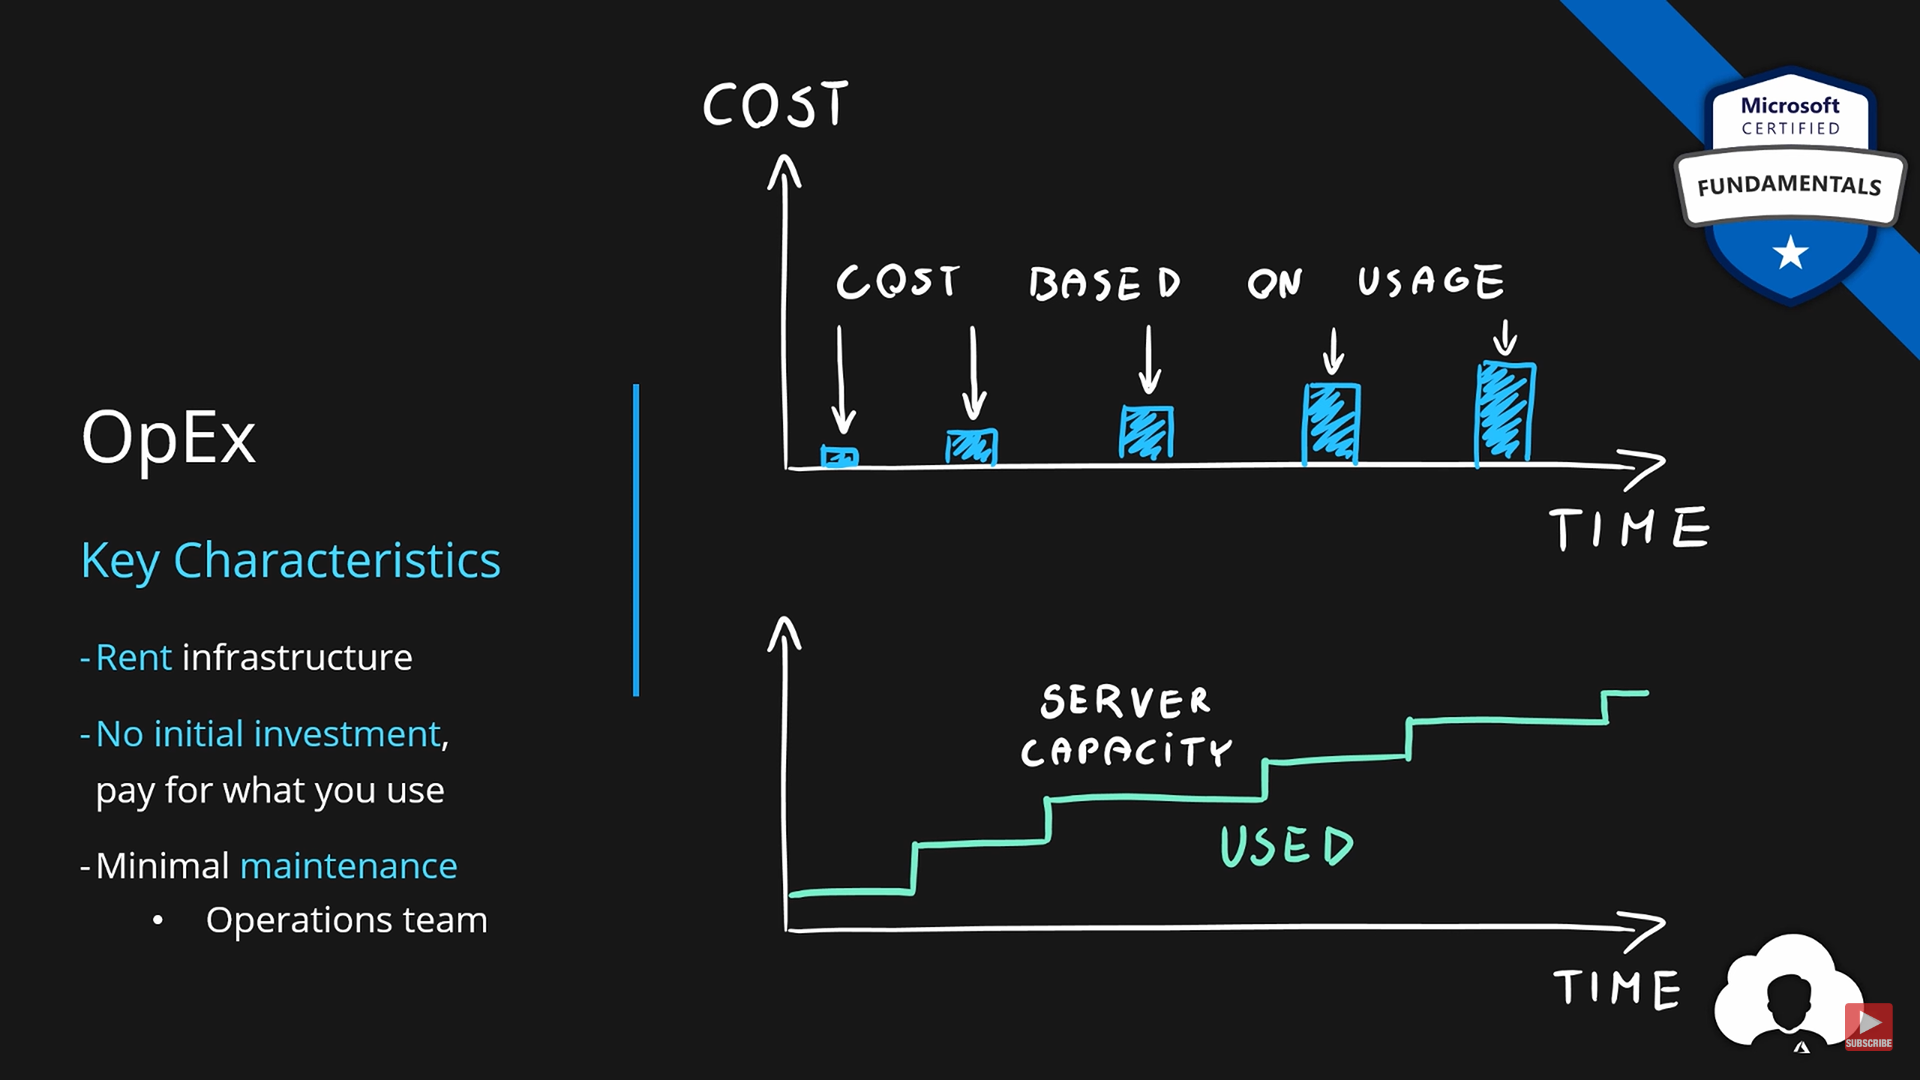 OpEx
Key Characteristics
-Rent infrastructure
-No initial investment,
pay for what you use
-Minimal maintenance
• Operations team
COST
COST BASED ON USAGE
TIME
SERVER
CAPACITY
USED
TIME
Microsoft
CERTIFIED
FUNDAMENTALS
SUBSCRIBE